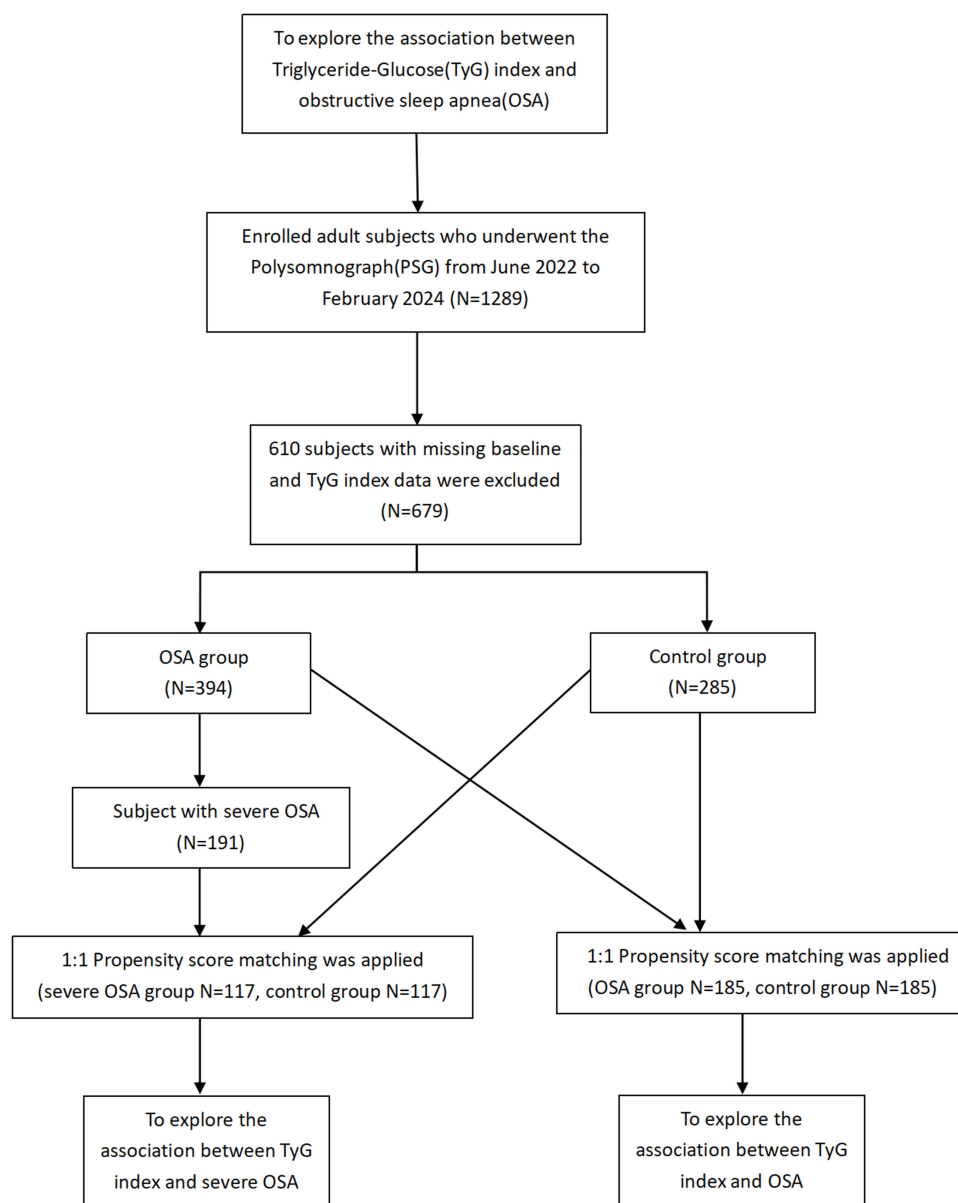 To explore the association between
Triglyceride-Glucose(TyG) index and
obstructive sleep apnea(OSA)
Enrolled adult subjects who underwent the
Polysomnograph(PSG) from June 2022 to
February 2024 (N=1289)
610 subjects with missing baseline
and TyG index data were excluded
(N=679)
OSA group
(N=394)
Control group
(N=285)
Subject with severe OSA
(N=191)
1:1 Propensity score matching was applied
(severe OSA group N=117, control group N=117)
1:1 Propensity score matching was applied
(OSA group N=185, control group N=185)
To explore the
association between TyG
index and severe OSA
To explore the
association between TyG
index and OSA